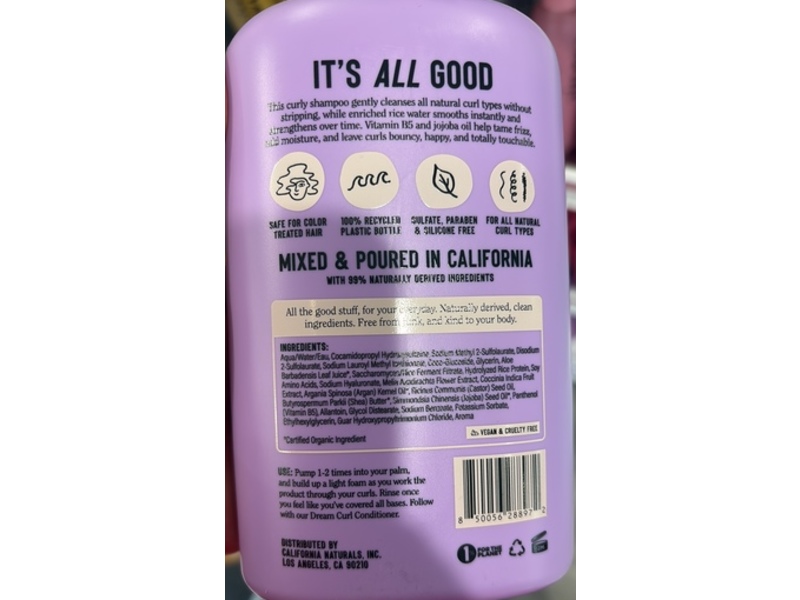 IT'S ALL GOOD
This curly shampoo gently cleanses all natural curl types without
stripping, while enriched rice water smooths instantly and
strengthens over time. Vitamin B5 and jojoba oil help tame frizz,
add moisture, and leave curls bouncy, happy, and totally touchable.
SAFE FOR COLOR
TREATED HAIR
100% RECYCLED
PLASTIC BOTTLE
SULFATE, PARABEN
& SILICONE FREE
FOR ALL NATURAL
CURL TYPES
MIXED & POURED IN CALIFORNIA
WITH 99% NATURALLY DERIVED INGREDIENTS
All the good stuff, for your everyday. Naturally derived, clean
ingredients. Free from junk, and kind to your body.
INGREDIENTS:
Aqua/Water/Eau, Cocamidopropyl Hydroxysultaine, Sodium Methyl 2-Sulfolaurate, Disodium
2-Sulfolaurate, Sodium Lauroyl Methyl Isethionate, Coco-Glucoside, Glycerin, Aloe
Barbadensis Leaf Juice*, Saccharomyces/Rice Ferment Filtrate, Hydrolyzed Rice Protein, Soy
Amino Acids, Sodium Hyaluronate, Melia Azadirachta Flower Extract, Coccinia Indica Fruit
Extract, Argania Spinosa (Argan) Kernel Oil*, Ricinus Communis (Castor) Seed Oil,
Butyrospermum Parkii (Shea) Butter*, Simmondsia Chinensis (Jojoba) Seed Oil*, Panthenol
(Vitamin B5), Allantoin, Glycol Distearate, Sodium Benzoate, Potassium Sorbate,
Ethylhexylglycerin, Guar Hydroxypropyltrimonium Chloride, Aroma
*Certified Organic Ingredient
VEGAN & CRUELTY FREE
USE: Pump 1-2 times into your palm,
and build up a light foam as you work the
product through your curls. Rinse once
you feel like you've covered all bases. Follow
with our Dream Curl Conditioner.
8 50056 28897 2
DISTRIBUTED BY
CALIFORNIA NATURALS, INC.
LOS ANGELES, CA 90210
1% FOR THE
PLANET